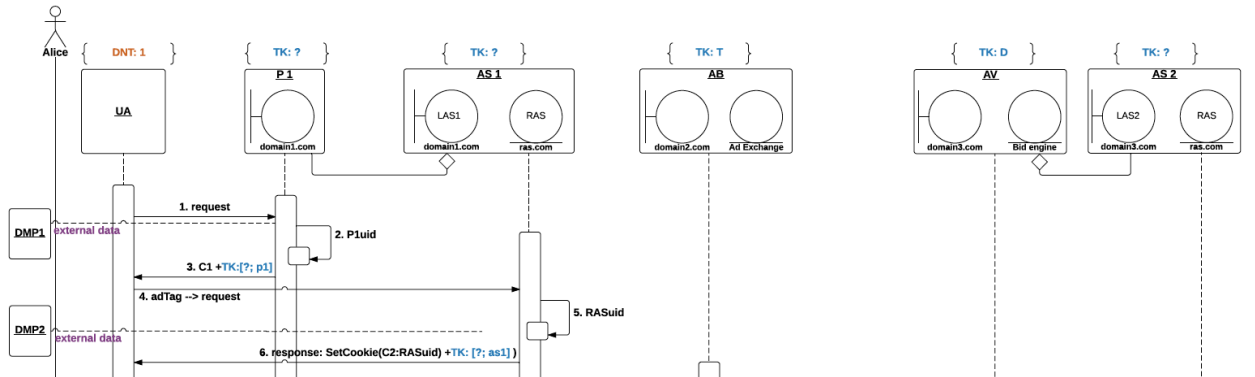 Alice
DNT: 1
TK: ?
TK: ?
TK: T
TK: D
TK: ?
UA
P 1
AS 1
AB
AV
AS 2
LAS1
RAS
LAS2
RAS
domain1.com
domain1.com
ras.com
domain2.com
Ad Exchange
domain3.com
Bid engine
domain3.com
ras.com
1. request
DMP1
external data
2. P1uid
3. C1 +TK:[?; p1]
4. adTag --> request
5. RASuid
DMP2
external data
6. response: SetCookie(C2:RASuid) +TK: [?; as1] )